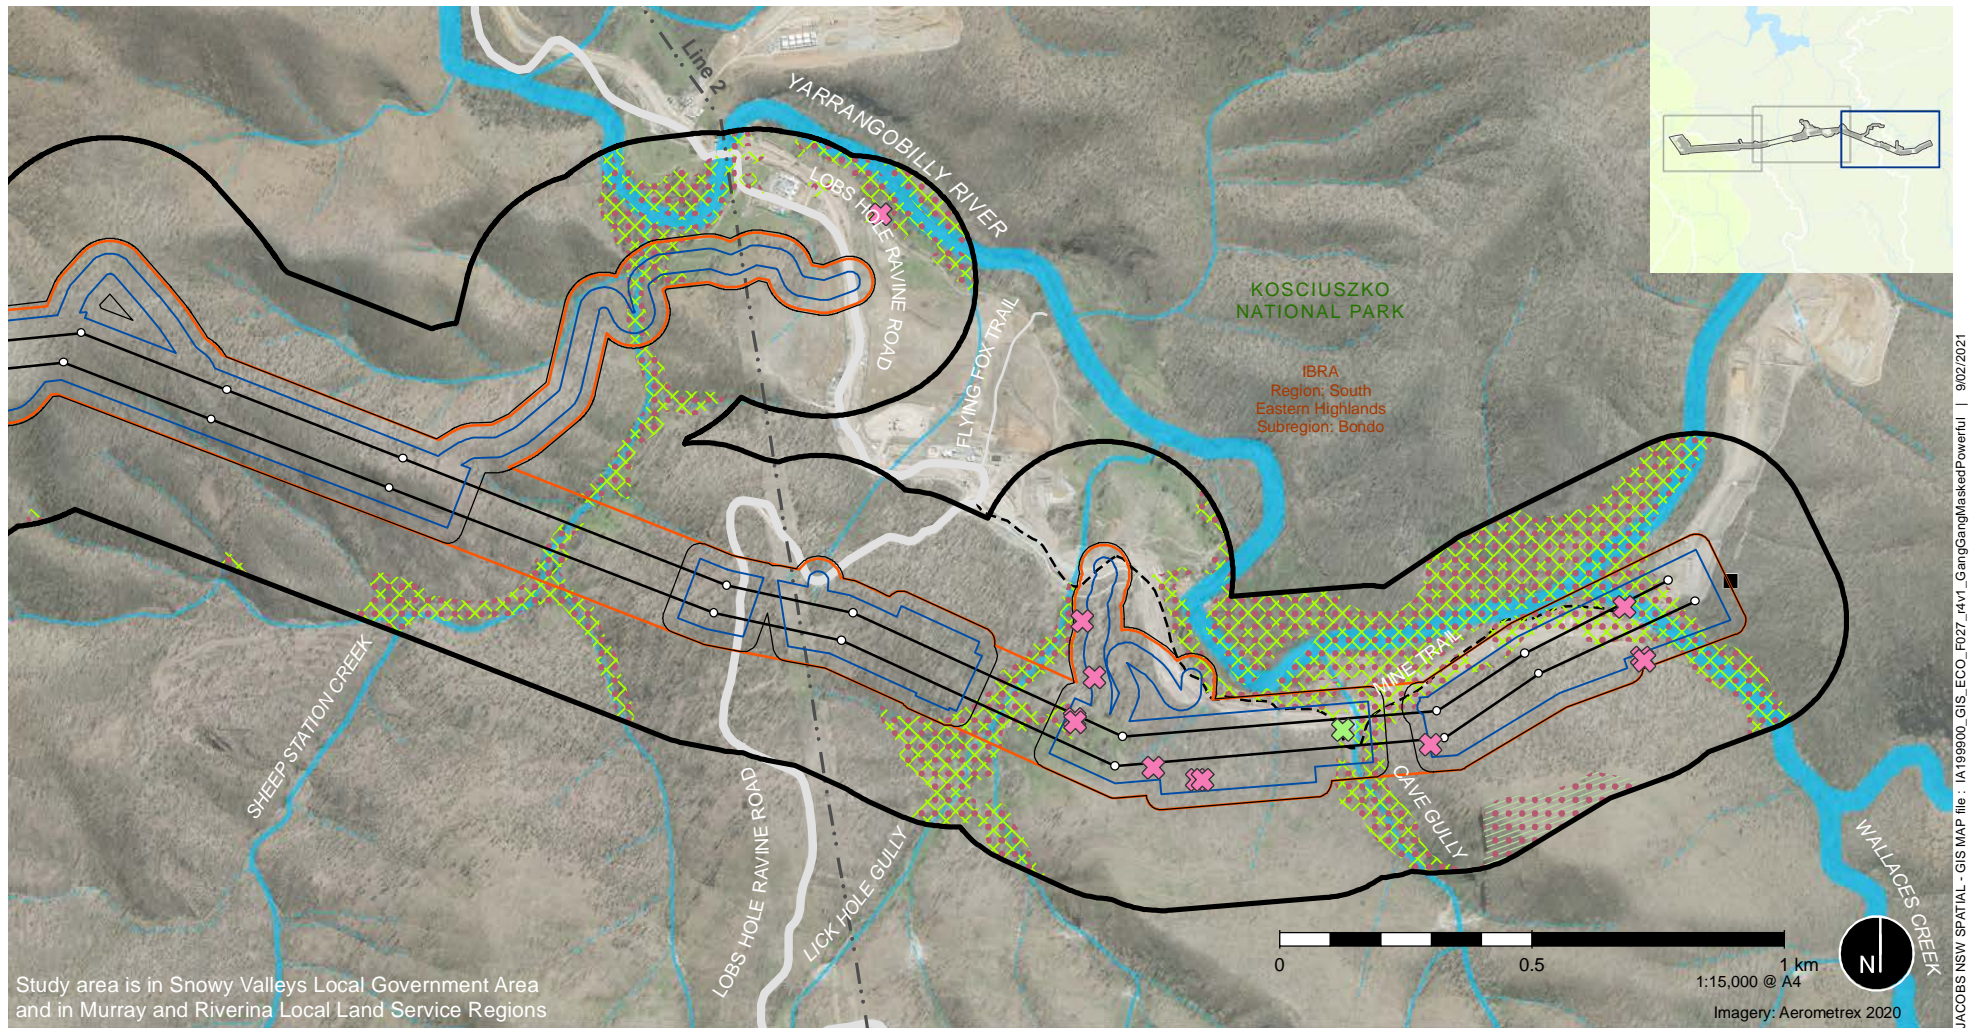 Line 2
YARRANGOBILLY RIVER
LOBS HOLE RAVINE ROAD
FLYING FOX TRAIL
KOSCIUSZKO
NATIONAL PARK
IBRA
Region: South
Eastern Highlands
Subregion: Bondo
MINE TRAIL
SHEEP STATION CREEK
LOBS HOLE RAVINE ROAD
LICK HOLE GULLY
CAVE GULLY
WALLACES CREEK
Study area is in Snowy Valleys Local Government Area
and in Murray and Riverina Local Land Service Regions
0 0.5 1 km
1:15,000 @ A4
N
Imagery: Aerometrex 2020
JACOBS NSW SPATIAL - GIS MAP file : IA199900_GIS_ECO_F027_r4v1_GangGangMaskedPowerful | 9/02/2021